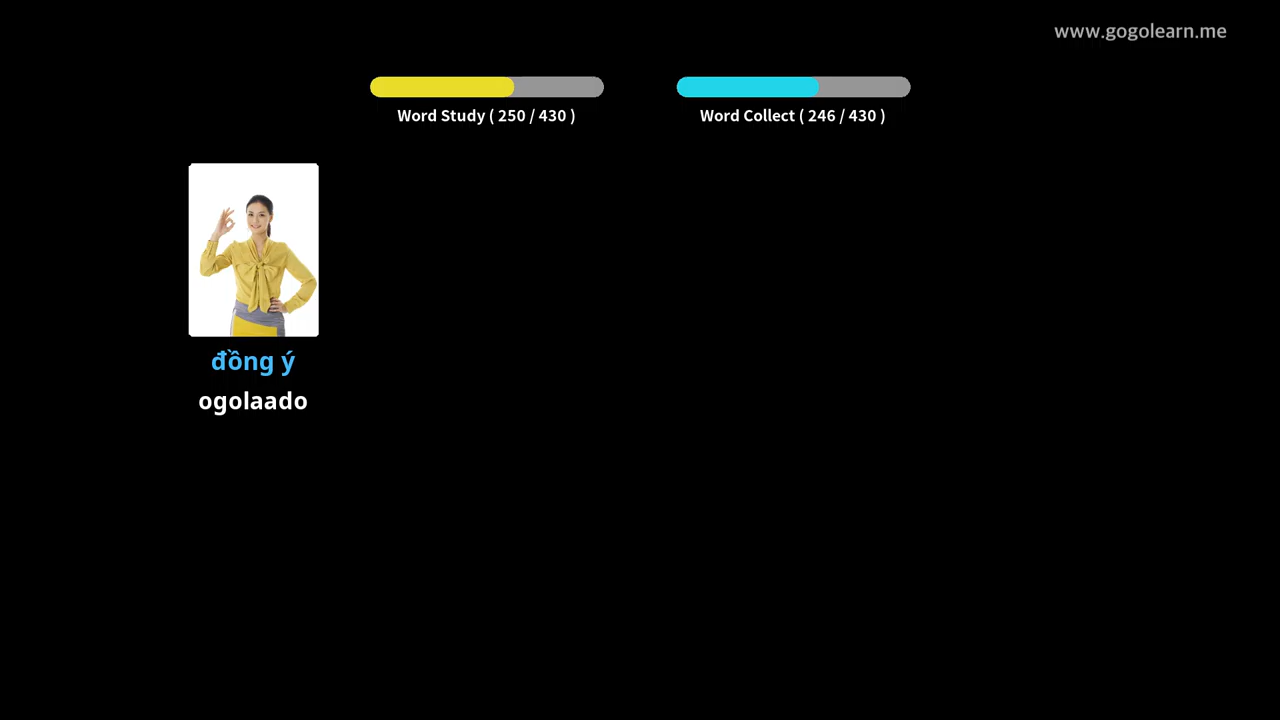 www.gogolearn.me
Word Study ( 250 / 430 )
Word Collect ( 246 / 430 )
đồng ý
ogolaado